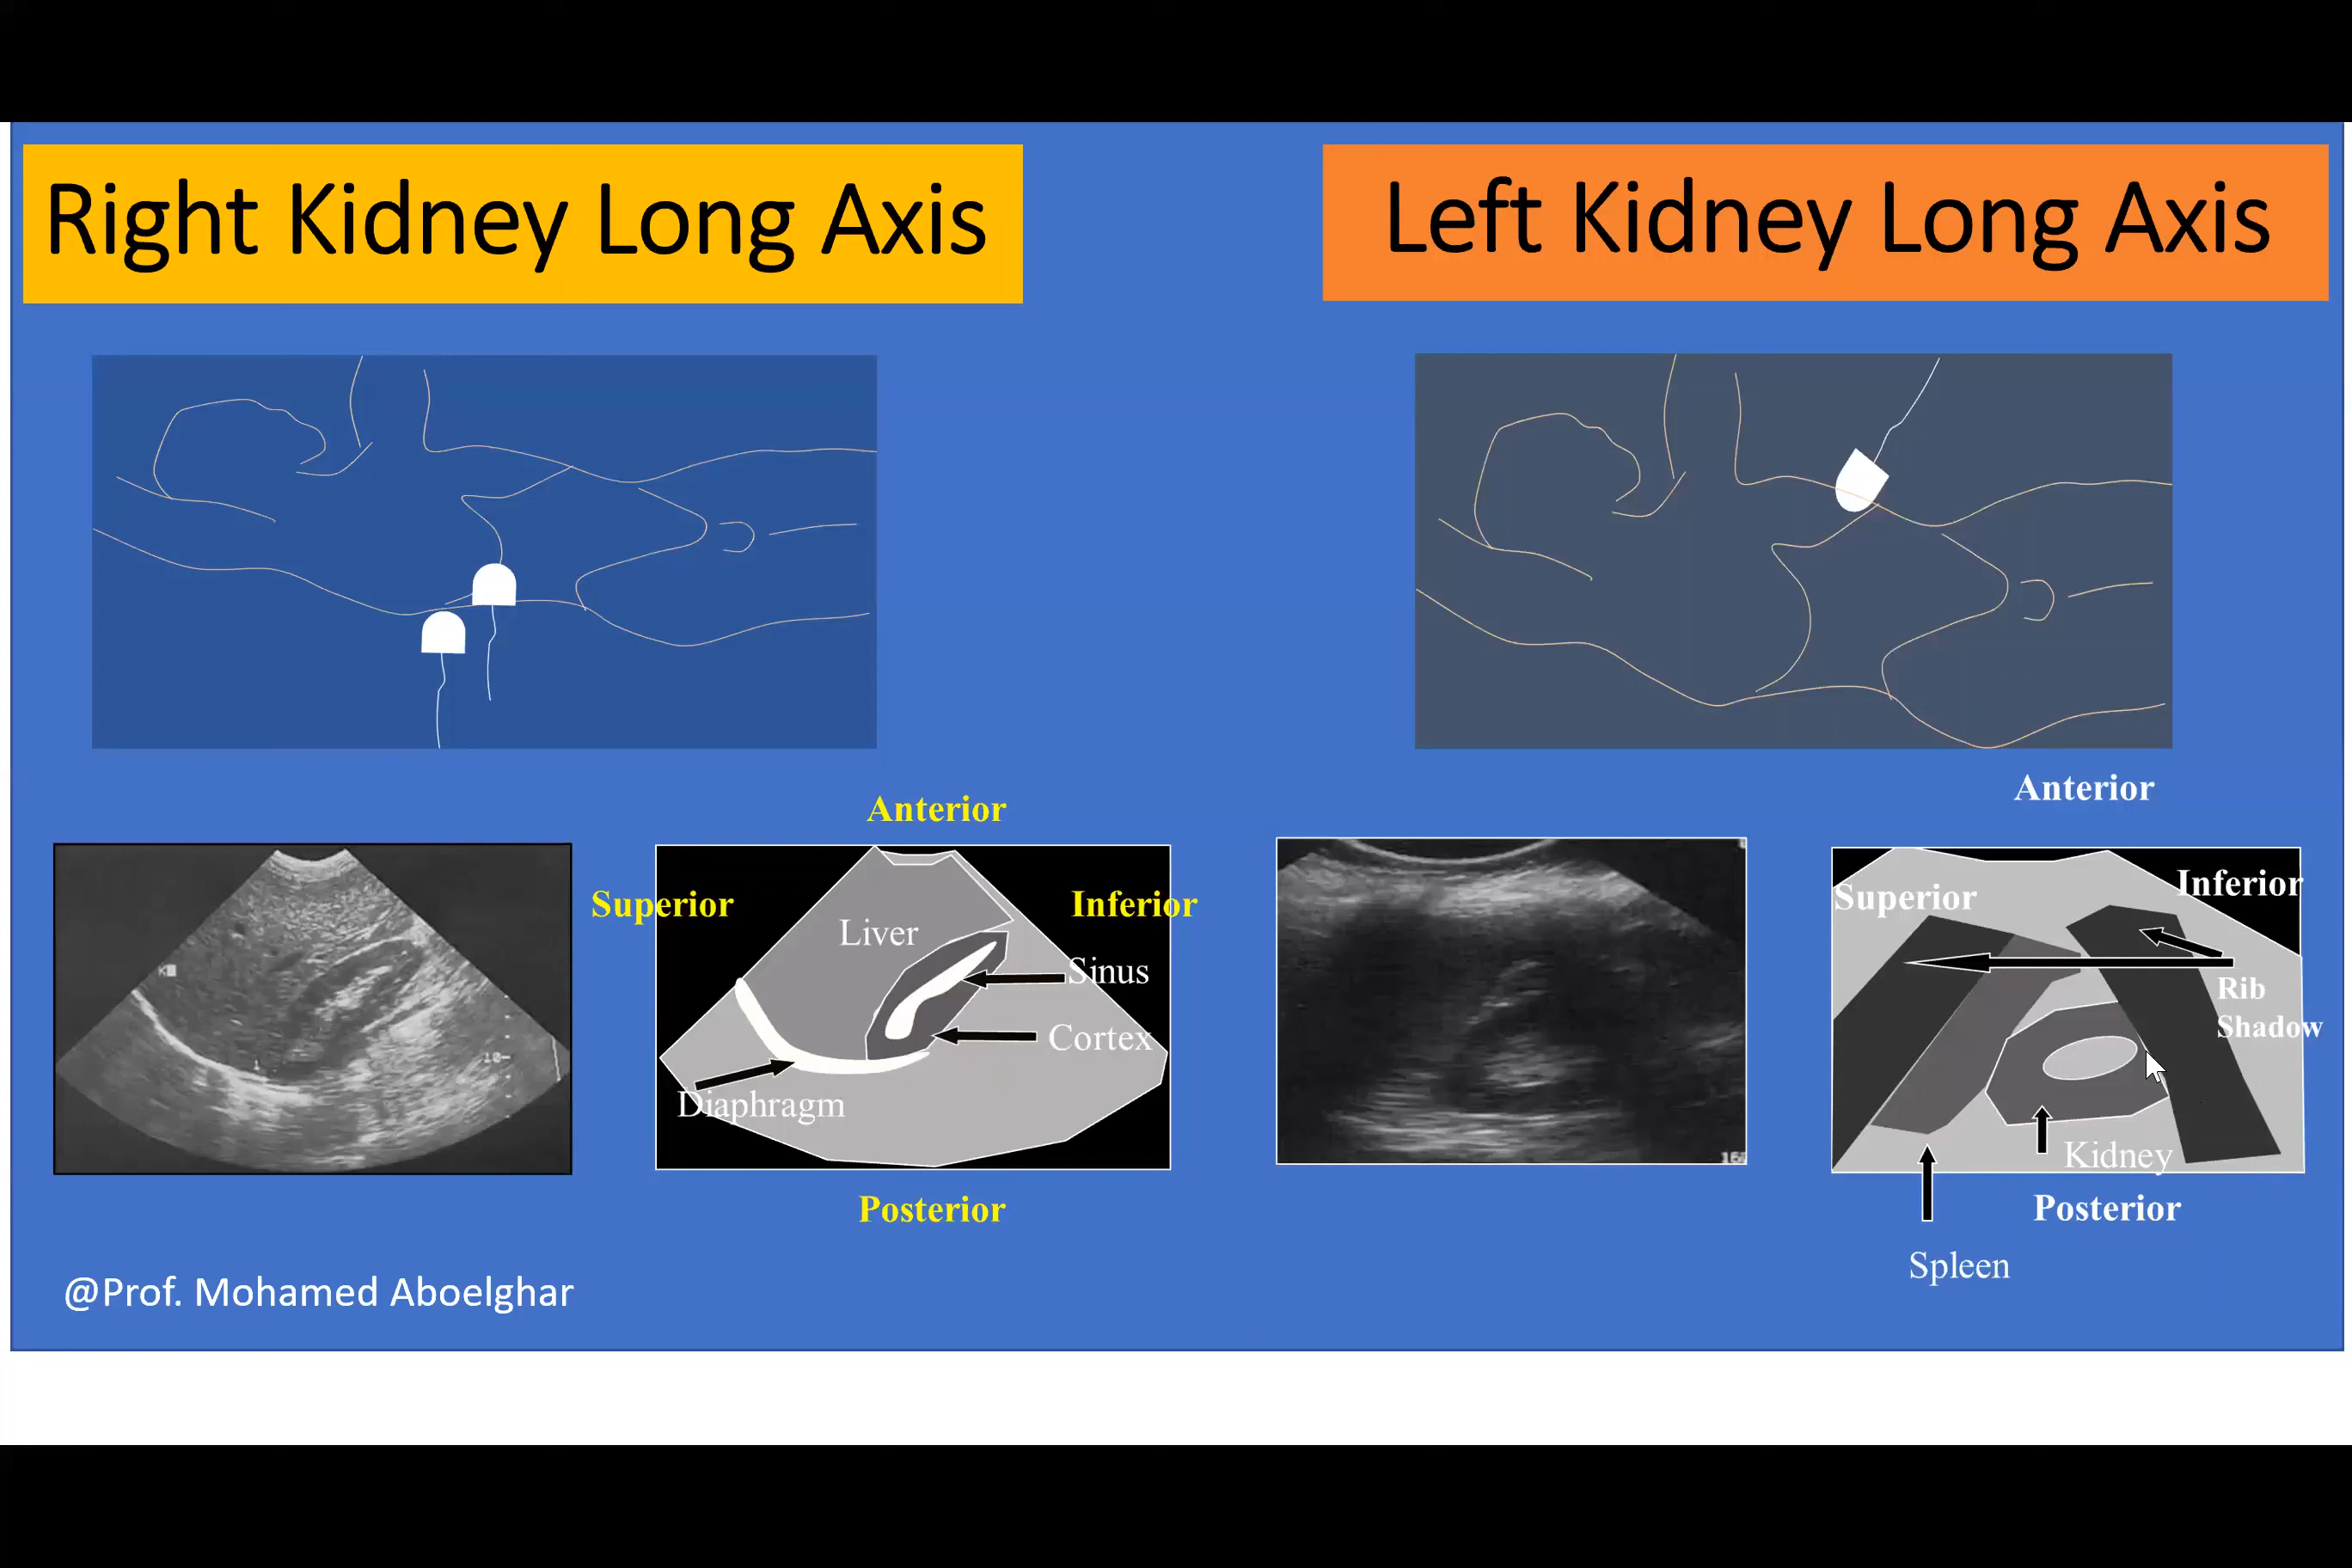 Right Kidney Long Axis
Left Kidney Long Axis
Anterior
Superior
Inferior
Liver
Sinus
Cortex
Diaphragm
Posterior
Anterior
Superior
Inferior
Rib
Shadow
Kidney
Posterior
Spleen
10
@Prof. Mohamed Aboelghar